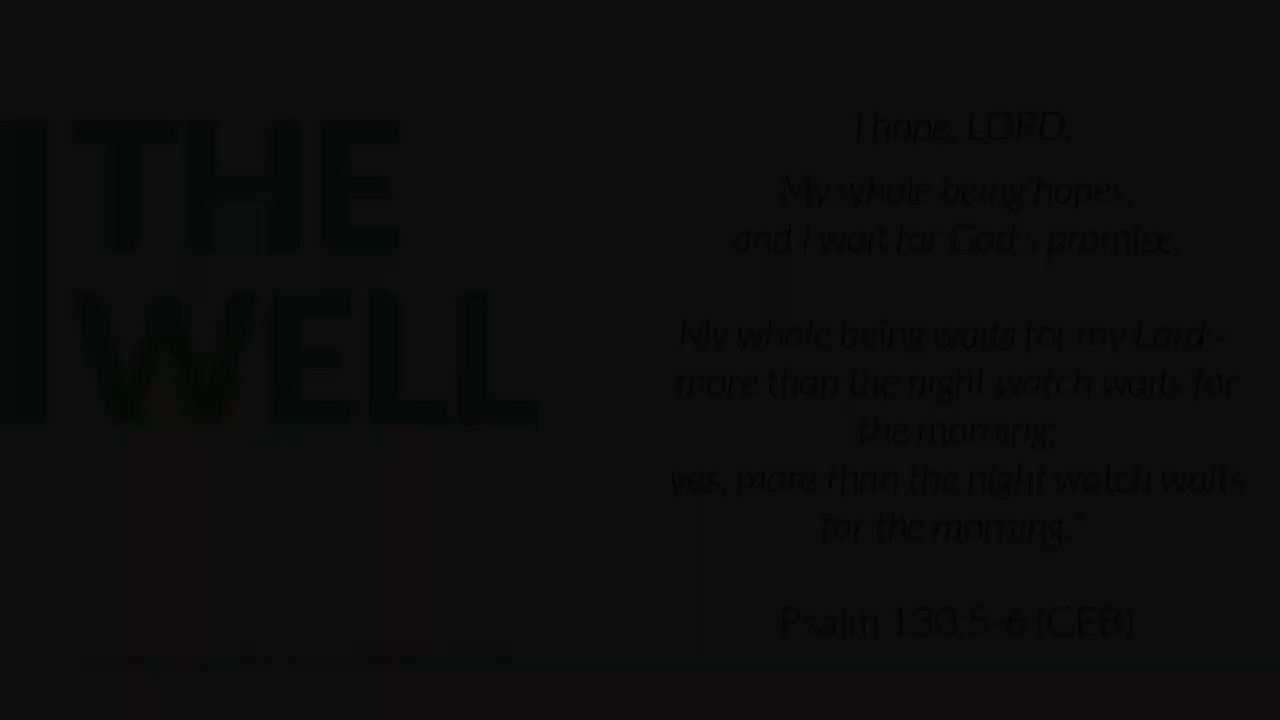 THE
WELL
"I hope, LORD.
My whole being hopes,
and I wait for God's promise.
My whole being waits for my Lord—
more than the night watch waits for
the morning;
yes, more than the night watch waits
for the morning."
Psalm 130:5-6 (CEB)